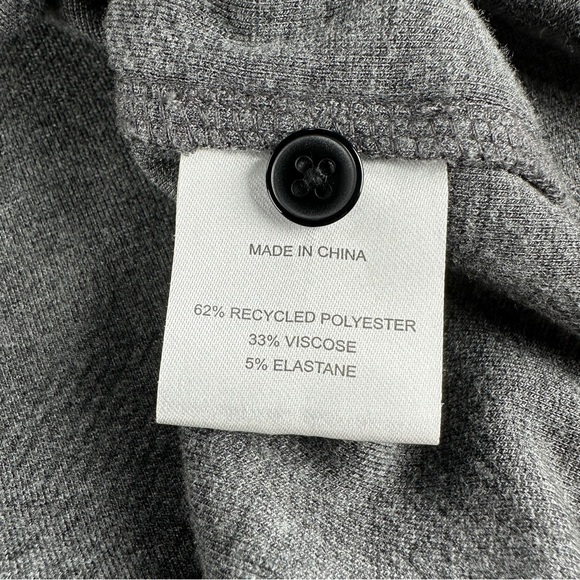 MADE IN CHINA
62% RECYCLED POLYESTER
33% VISCOSE
5% ELASTANE